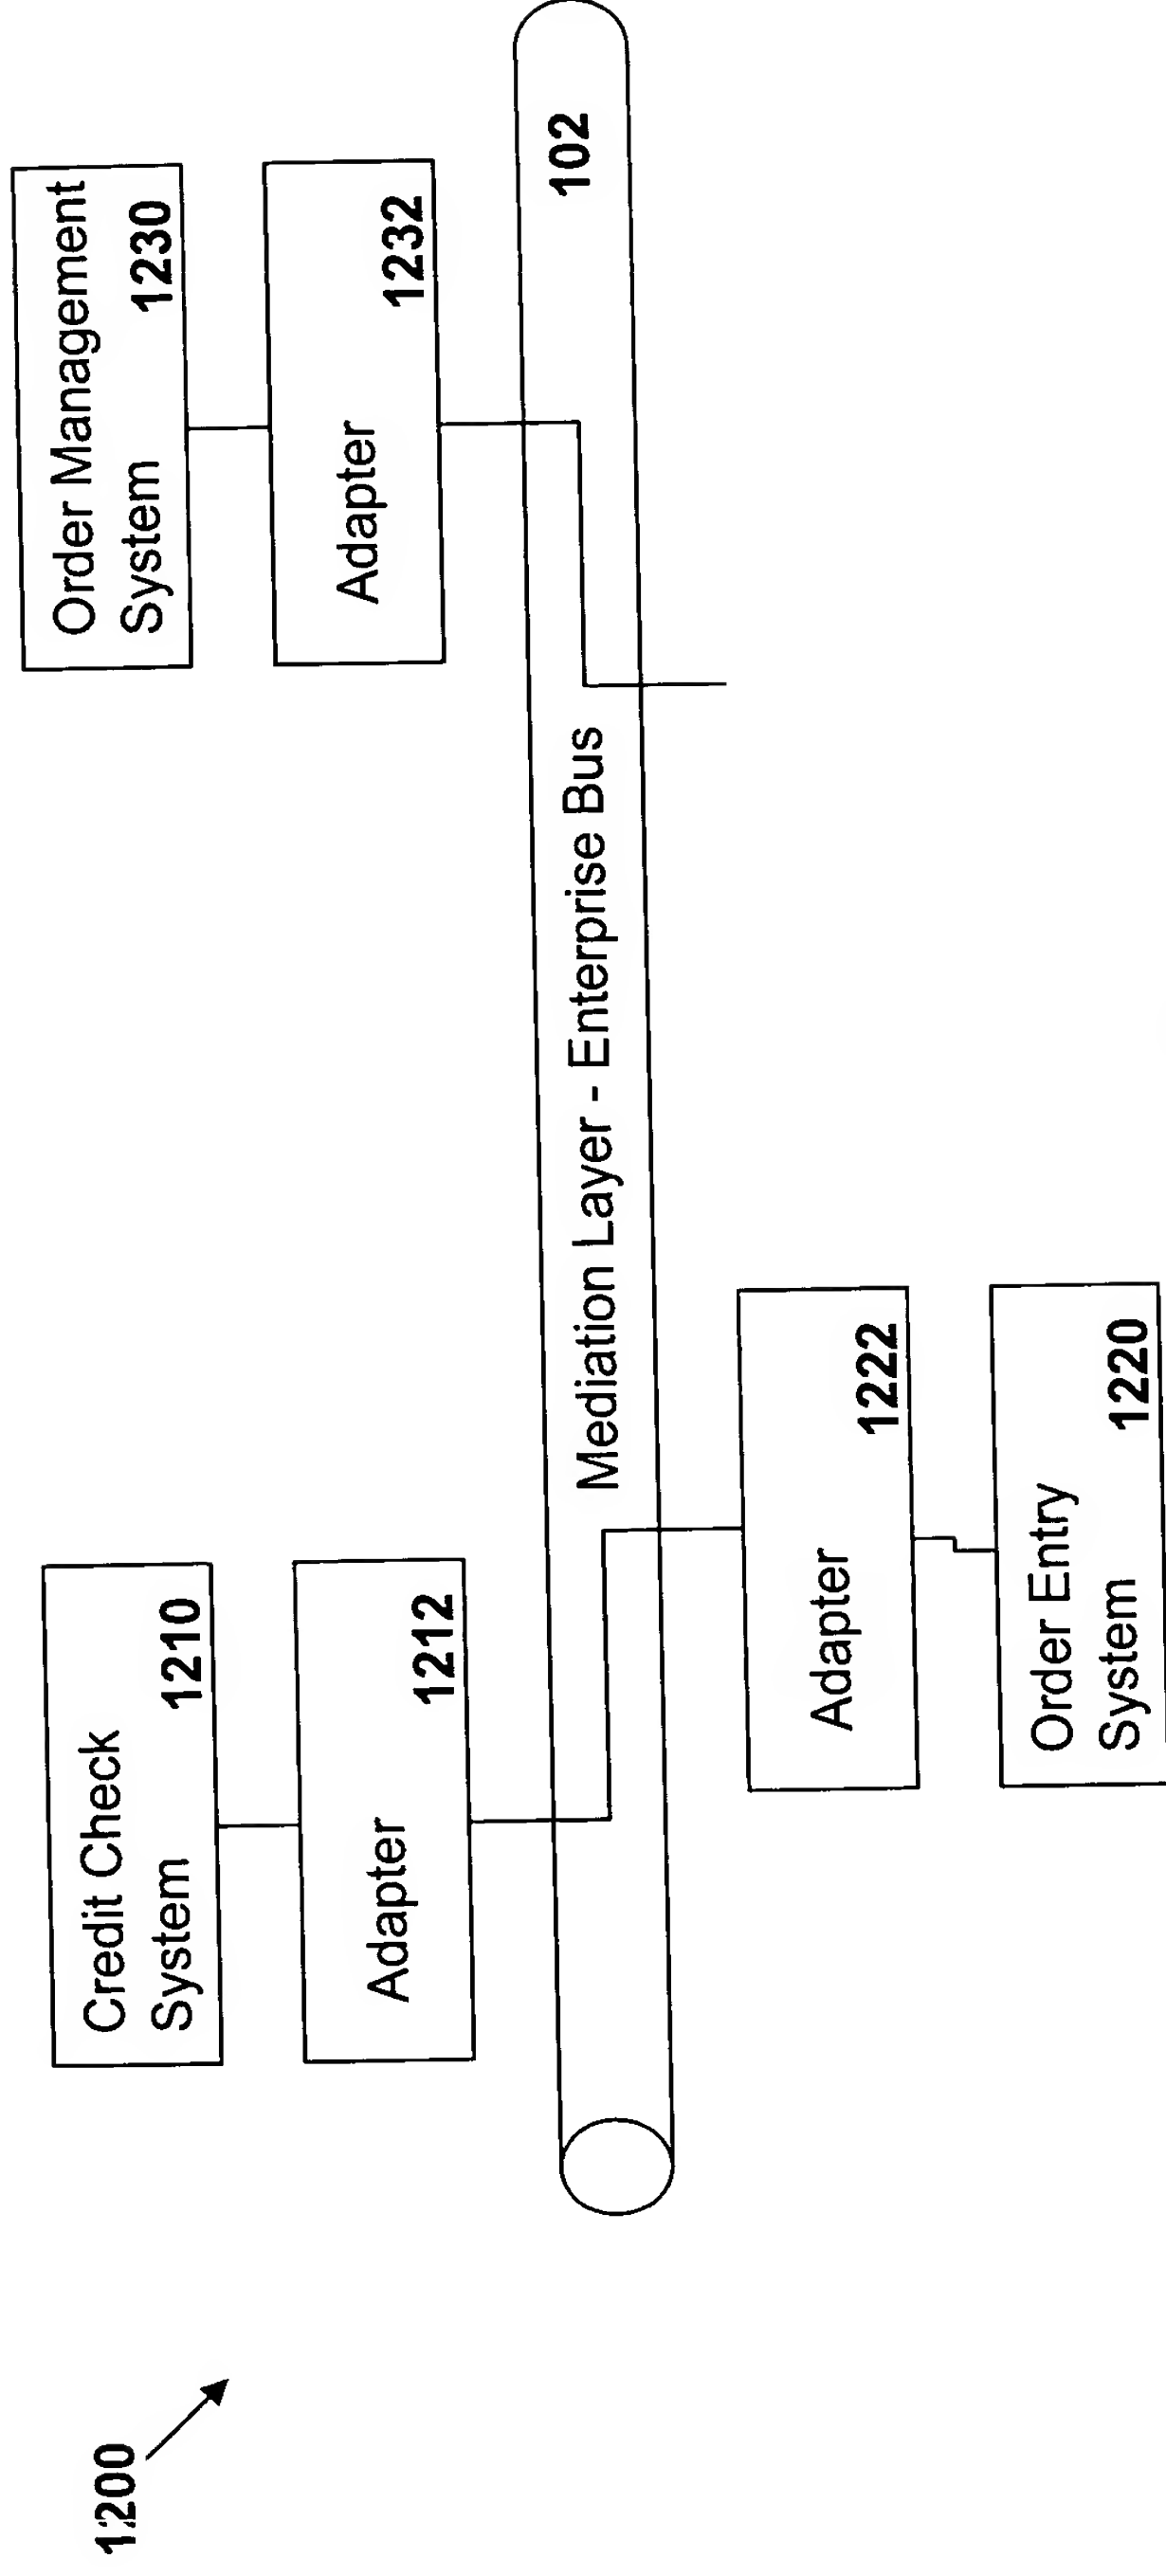 1200
Credit Check
System
1210
Adapter
1212
Order Management
System
1230
Adapter
1232
Mediation Layer - Enterprise Bus
102
Adapter
1222
Order Entry
System
1220